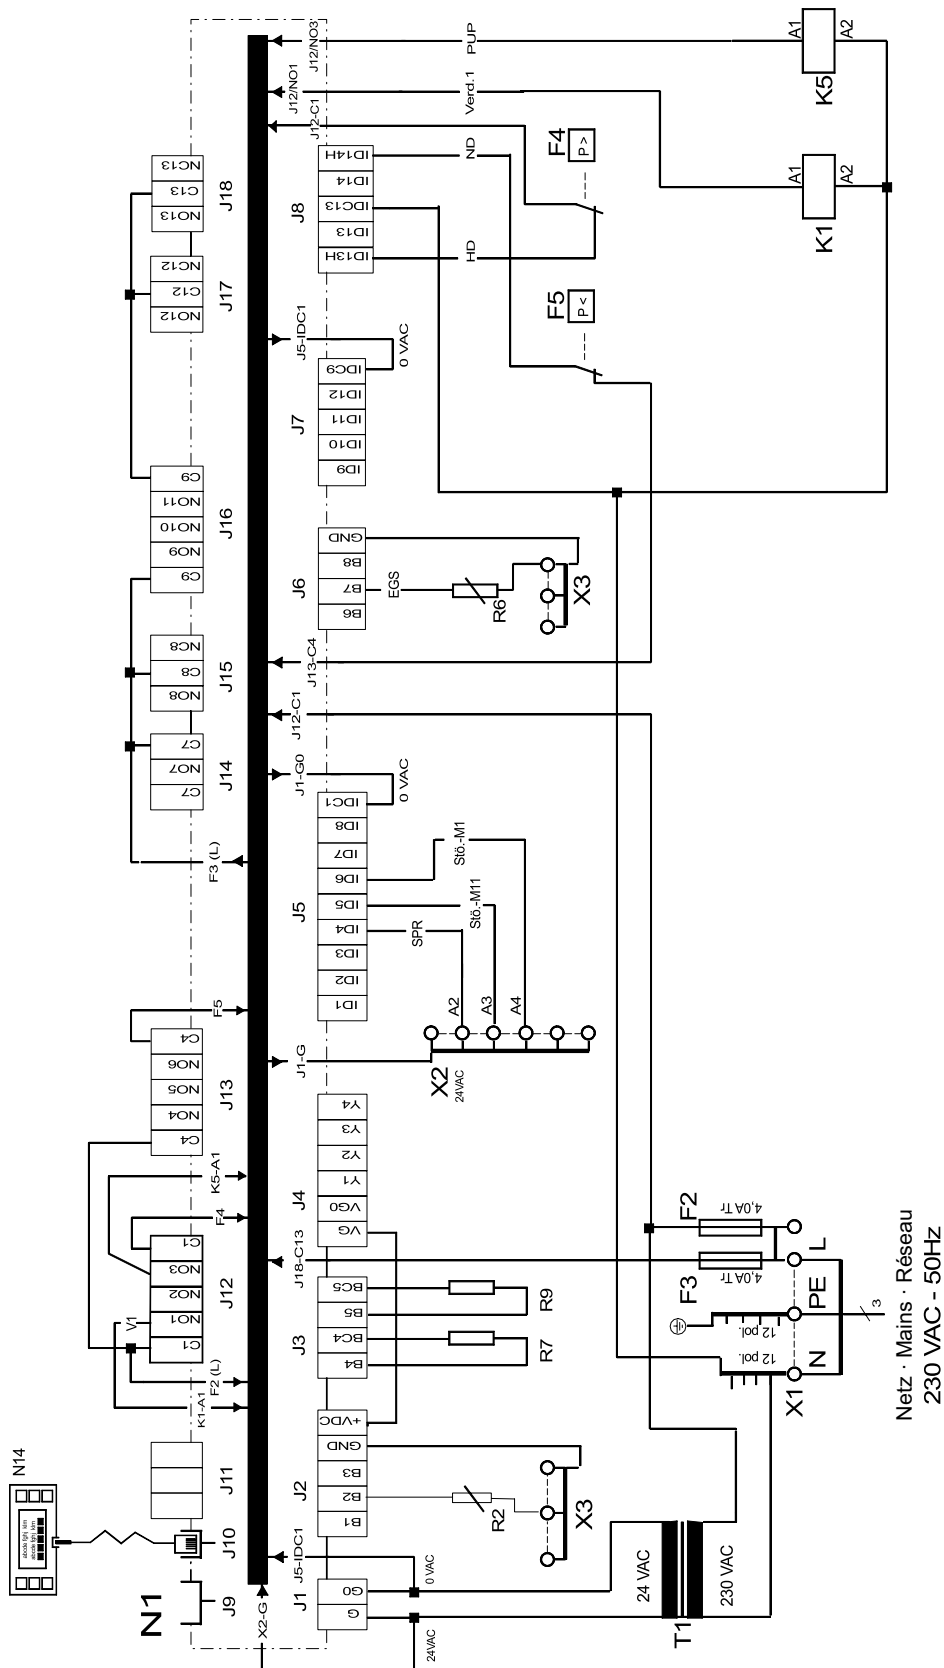 N14
abcde fghj klm
abcde fghj klm
N1
J9
J10
J11
K1-A1
F2 (L)
V1
C1
NO1
NO2
NO3
C1
J12
F4
K5-A1
C4
NO4
NO5
NO6
C4
J13
F5
F3 (L)
C7
NO7
C7
J14
NO8
C8
NC8
J15
C9
NO9
NO10
NO11
C9
J16
NO12
C12
NC12
J17
NO13
C13
NC13
J18
X2-G
J5-IDC1
J18-C13
J1-G
J1-G0
J12-C1
J13-C4
J5-IDC1
J12-C1
J12/NO1
J12/NO3
J1
G
G0
J2
B1
B2
B3
GND
+VDC
J3
B4
BC4
B5
BC5
J4
VG
VG0
Y1
Y2
Y3
Y4
J5
ID1
ID2
ID3
ID4
ID5
ID6
ID7
ID8
IDC1
J6
B6
B7
B8
GND
J7
ID9
ID10
ID11
ID12
IDC9
J8
ID13H
ID13
IDC13
ID14
ID14H
24VAC
0 VAC
R2
X3
R7
R9
X2
24VAC
A2
A3
A4
SPR
Stö.-M11
Stö.-M1
0 VAC
EGS
R6
X3
0 VAC
HD
ND
Verd.1
PUP
F5
P <
F4
P >
24 VAC
230 VAC
T1
12 pol.
12 pol.
F3
4,0A Tr
F2
4,0A Tr
X1
N
PE
L
3
K1
A1
A2
K5
A1
A2
Netz · Mains · Réseau
230 VAC - 50Hz